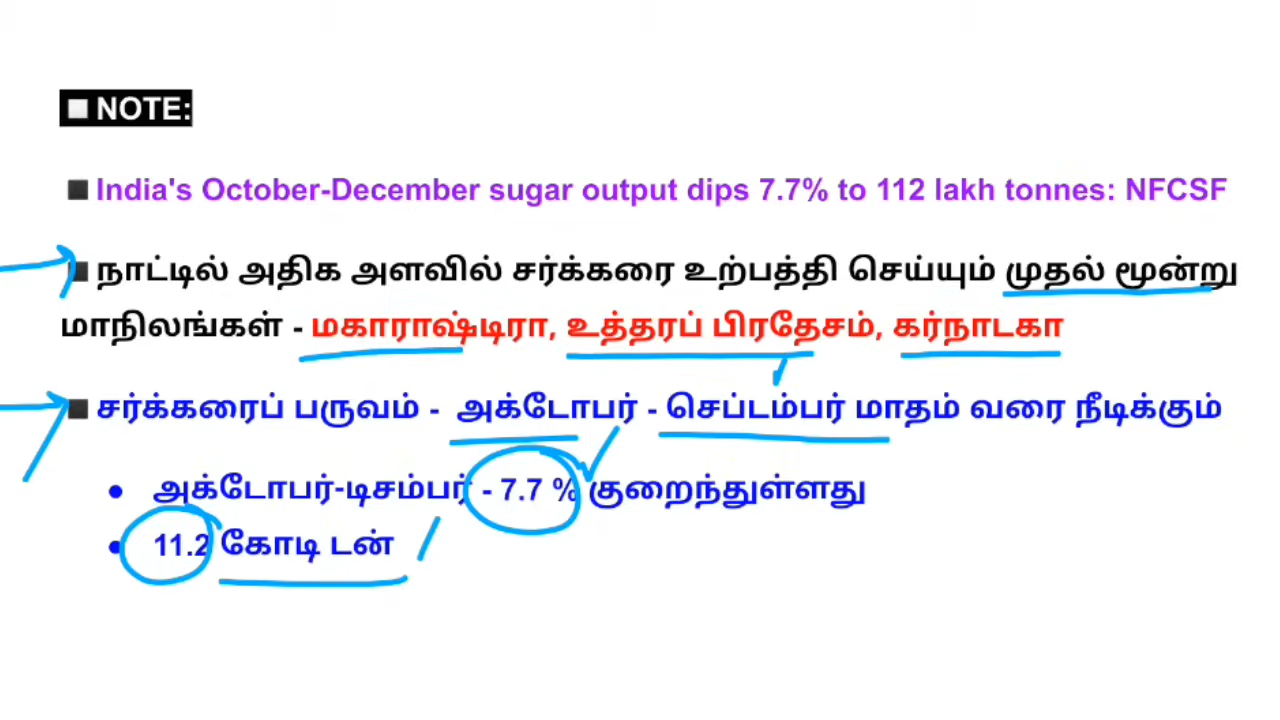 NOTE:
India's October-December sugar output dips 7.7% to 112 lakh tonnes: NFCSF
நாட்டில் அதிக அளவில் சர்க்கரை உற்பத்தி செய்யும் முதல் மூன்று
மாநிலங்கள் - மகாராஷ்டிரா, உத்தரப் பிரதேசம், கர்நாடகா
சர்க்கரைப் பருவம் - அக்டோபர் - செப்டம்பர் மாதம் வரை நீடிக்கும்
அக்டோபர்-டிசம்பர் - 7.7 % குறைந்துள்ளது
11.2 கோடி டன்